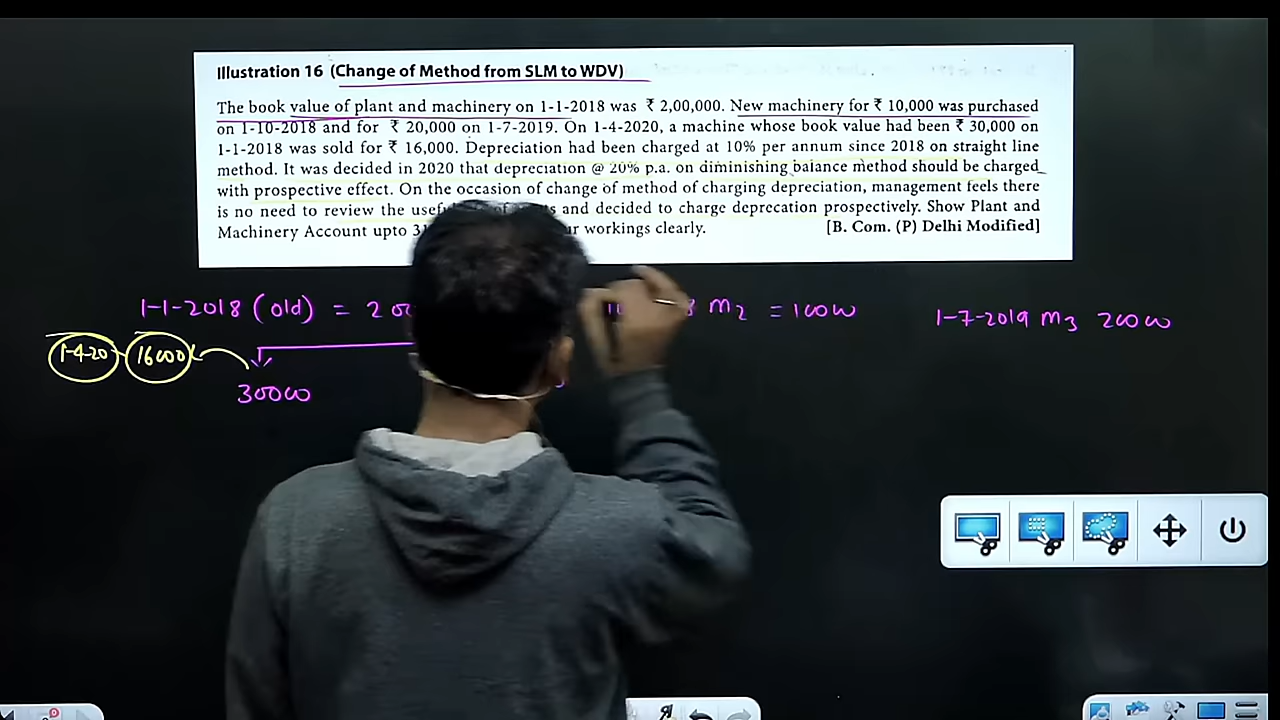 Illustration 16 (Change of Method from SLM to WDV)
The book value of plant and machinery on 1-1-2018 was ₹ 2,00,000. New machinery for ₹ 10,000 was purchased
on 1-10-2018 and for ₹ 20,000 on 1-7-2019. On 1-4-2020, a machine whose book value had been ₹ 30,000 on
1-1-2018 was sold for ₹ 16,000. Depreciation had been charged at 10% per annum since 2018 on straight line
method. It was decided in 2020 that depreciation @ 20% p.a. on diminishing balance method should be charged
with prospective effect. On the occasion of change of method of charging depreciation, management feels there
is no need to review the and decided to charge deprecation prospectively. Show Plant and
Machinery Account upto workings clearly. [B. Com. (P) Delhi Modified]
1-1-2018 (old) = M2 = 10000 1-7-2019 M3 20000
1-4-20 16000
30000